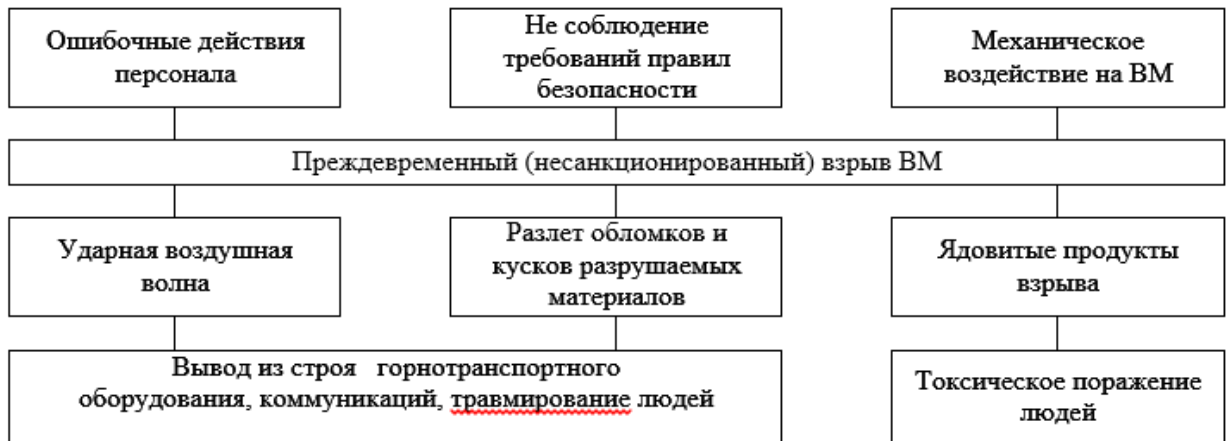 Ошибочные действия
персонала
Не соблюдение
требований правил
безопасности
Механическое
воздействие на ВМ
Преждевременный (несанкционированный) взрыв ВМ
Ударная воздушная
волна
Разлет обломков и
кусков разрушаемых
материалов
Ядовитые продукты
взрыва
Вывод из строя горнотранспортного
оборудования, коммуникаций, травмирование людей
Токсическое поражение
людей